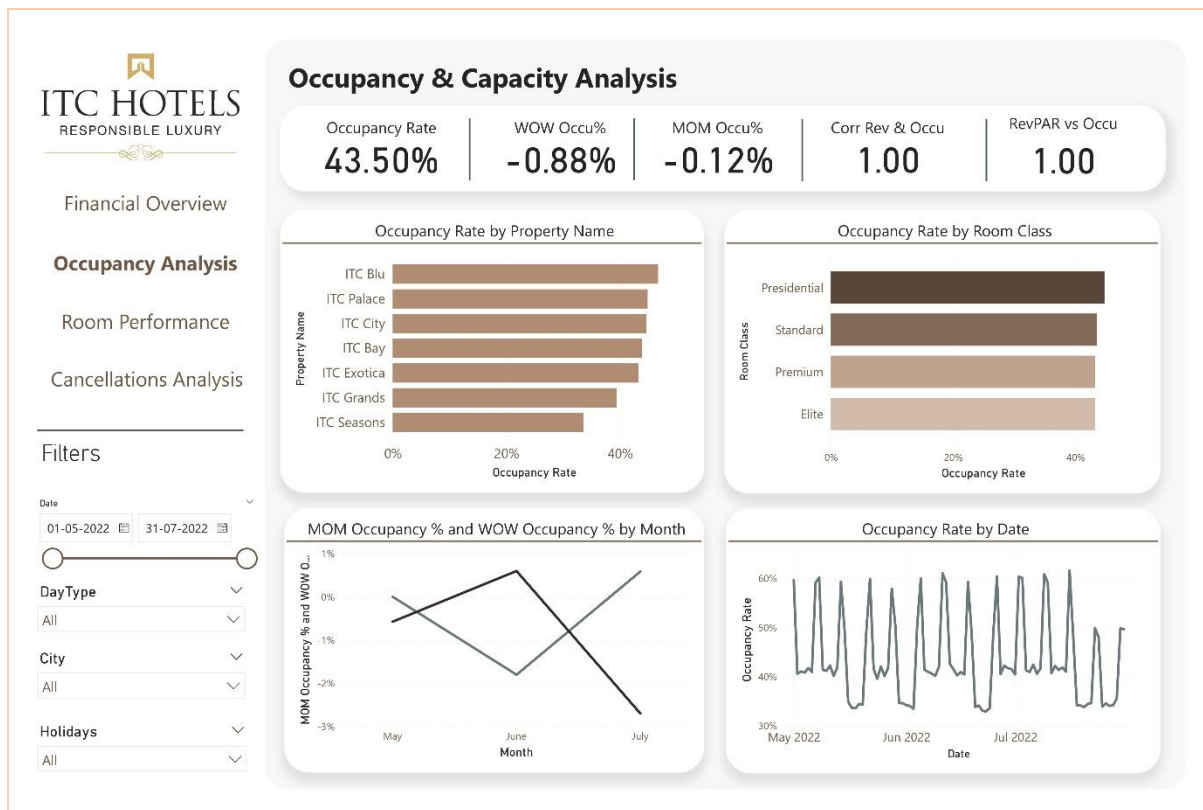 ITC HOTELS
RESPONSIBLE LUXURY
Financial Overview
Occupancy Analysis
Room Performance
Cancellations Analysis
Filters
Date
01-05-2022
31-07-2022
DayType
All
City
All
Holidays
All
Occupancy & Capacity Analysis
Occupancy Rate
43.50%
WOW Occu%
-0.88%
MOM Occu%
-0.12%
Corr Rev & Occu
1.00
RevPAR vs Occu
1.00
Occupancy Rate by Property Name
Property Name
ITC Blu
ITC Palace
ITC City
ITC Bay
ITC Exotica
ITC Grands
ITC Seasons
0% 20% 40%
Occupancy Rate
Occupancy Rate by Room Class
Room Class
Presidential
Standard
Premium
Elite
0% 20% 40%
Occupancy Rate
MOM Occupancy % and WOW Occupancy % by Month
MOM Occupancy % and WOW O...
1%
0%
-1%
-2%
-3%
May June July
Month
Occupancy Rate by Date
Occupancy Rate
60%
50%
40%
30%
May 2022 Jun 2022 Jul 2022
Date